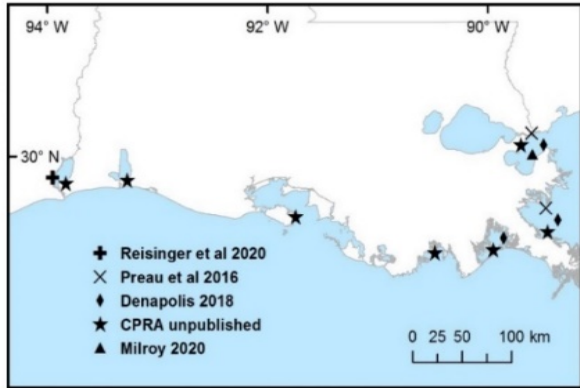 94° W 92° W 90° W
30° N
Reisinger et al 2020
Preau et al 2016
Denapolis 2018
CPRA unpublished
Milroy 2020
0 25 50 100 km